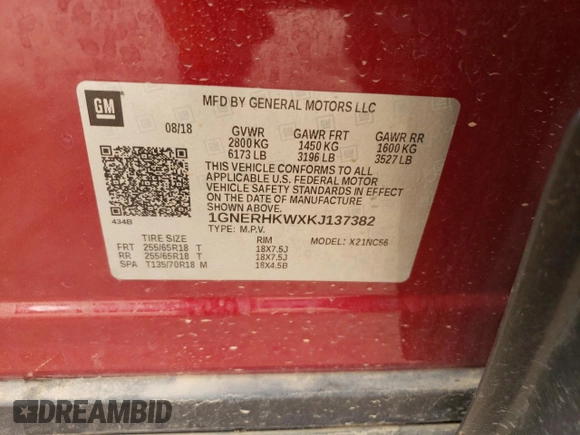 GM
MFD BY GENERAL MOTORS LLC
08/18 GVWR GAWR FRT GAWR RR
2800 KG 1450 KG 1600 KG
6173 LB 3196 LB 3527 LB
THIS VEHICLE CONFORMS TO ALL
APPLICABLE U.S. FEDERAL MOTOR
VEHICLE SAFETY STANDARDS IN EFFECT
ON THE DATE OF MANUFACTURE
SHOWN ABOVE.
434B
1GNERHKWXKJ137382
TYPE: M.P.V. MODEL: X21NC56
TIRE SIZE RIM
FRT 255/65R18 T 18X7.5J
RR 255/65R18 T 18X7.5J
SPA T135/70R18 M 18X4.5B
DREAMBID